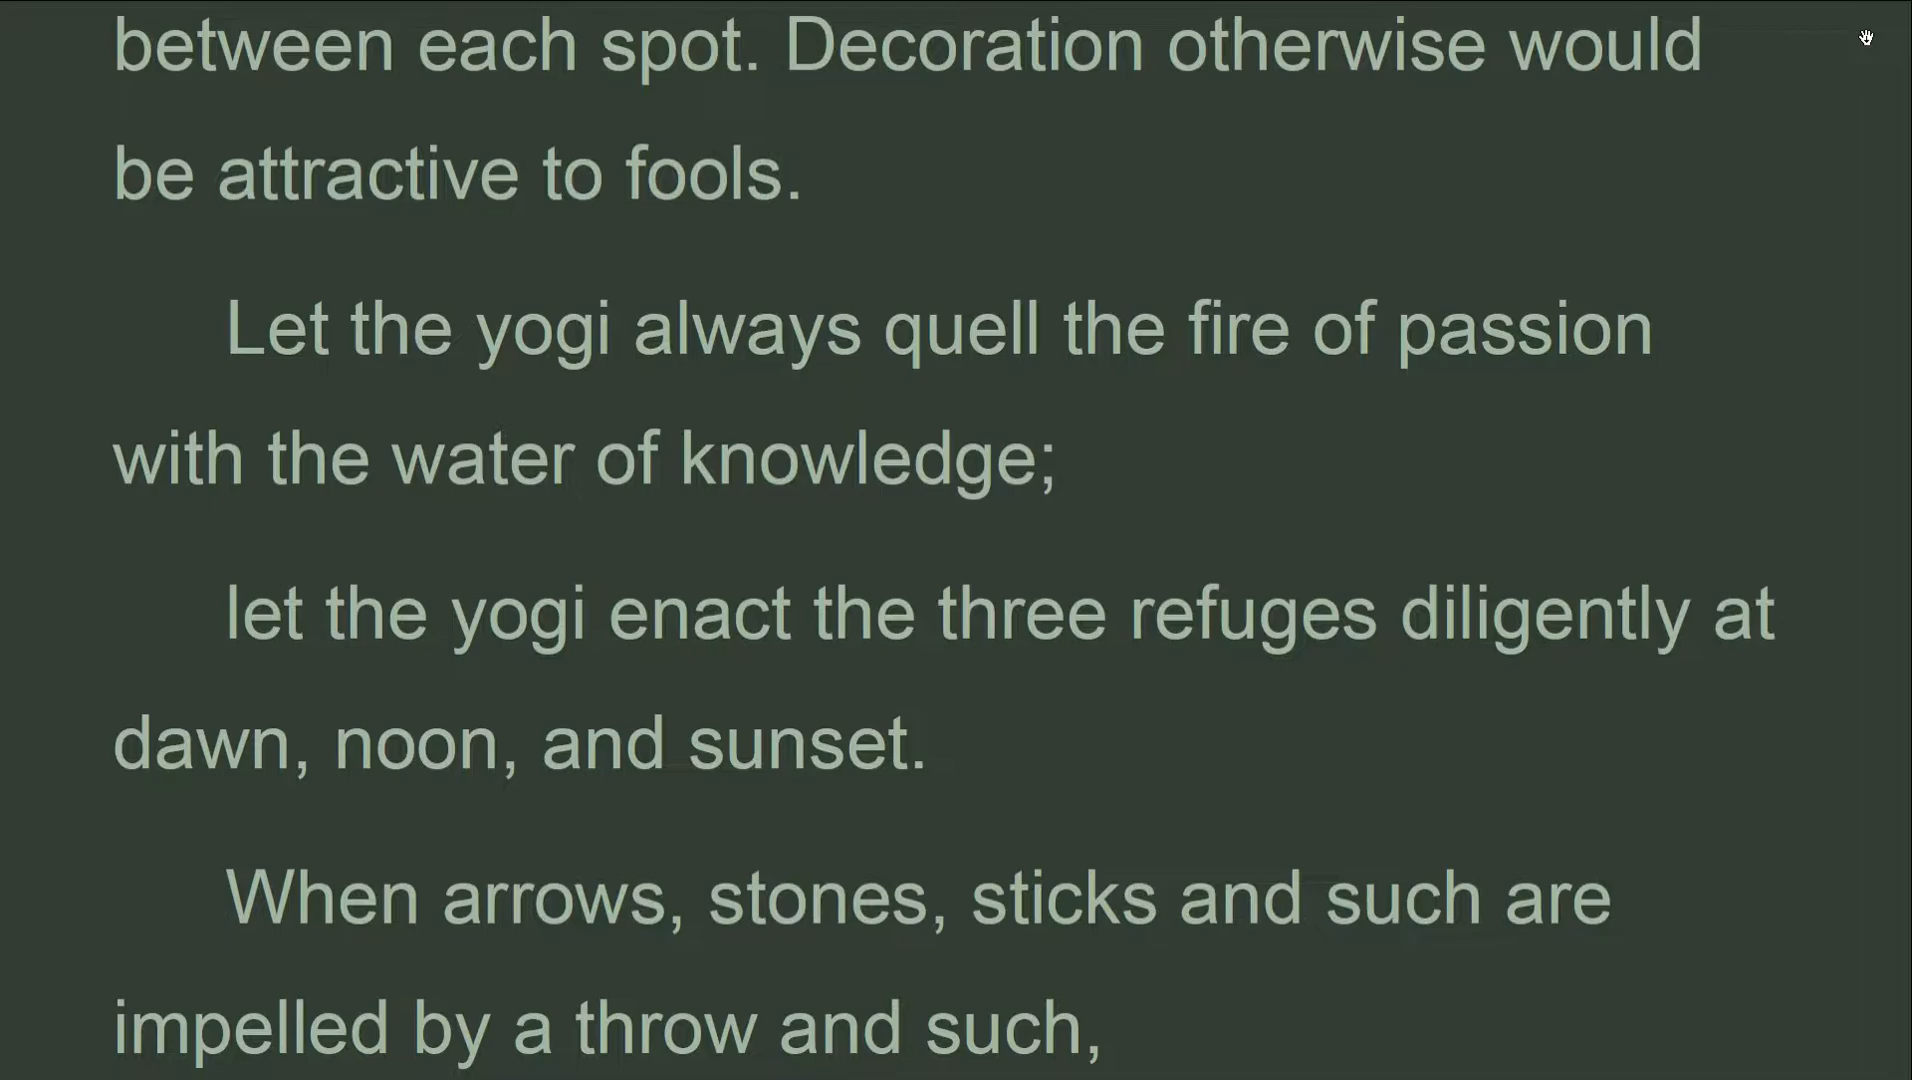 between each spot. Decoration otherwise would
be attractive to fools.
Let the yogi always quell the fire of passion
with the water of knowledge;
let the yogi enact the three refuges diligently at
dawn, noon, and sunset.
When arrows, stones, sticks and such are
impelled by a throw and such,